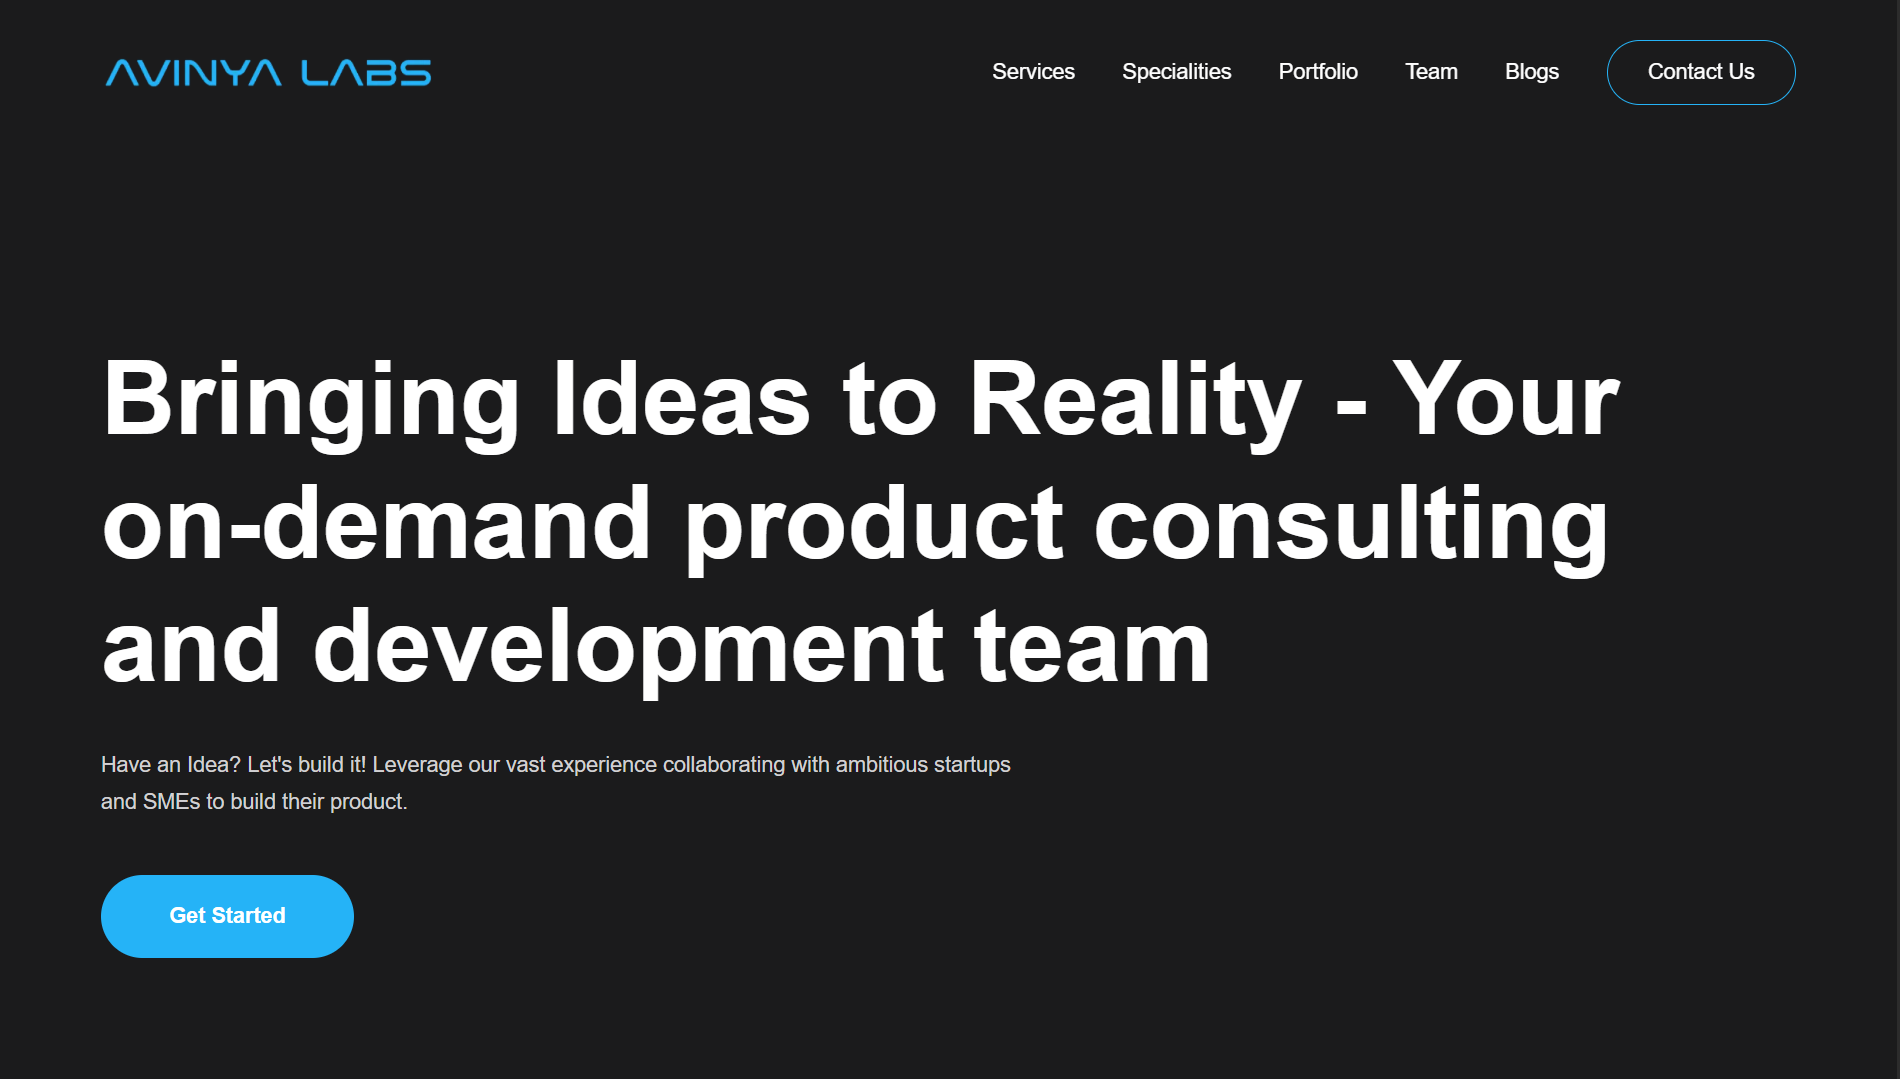 AVINYA LABS
Services
Specialities
Portfolio
Team
Blogs
Contact Us
Bringing Ideas to Reality - Your
on-demand product consulting
and development team
Have an Idea? Let's build it! Leverage our vast experience collaborating with ambitious startups
and SMEs to build their product.
Get Started